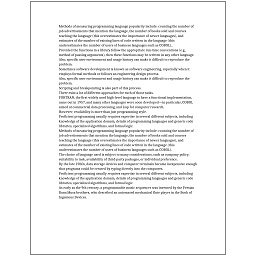 Methods of measuring programming language popularity include: counting the number of
job advertisements that mention the language, the number of books sold and courses
teaching the language (this overestimates the importance of newer languages), and
estimates of the number of existing lines of code written in the language (this
underestimates the number of users of business languages such as COBOL).
Provided the functions in a library follow the appropriate run-time conventions (e.g.,
method of passing arguments), then these functions may be written in any other language.
Also, specific user environment and usage history can make it difficult to reproduce the
problem.
Sometimes software development is known as software engineering, especially when it
employs formal methods or follows an engineering design process.
Also, specific user environment and usage history can make it difficult to reproduce the
problem.
Scripting and breakpointing is also part of this process.
There exist a lot of different approaches for each of those tasks.
FORTRAN, the first widely used high-level language to have a functional implementation,
came out in 1957, and many other languages were soon developed—in particular, COBOL
aimed at commercial data processing, and Lisp for computer research.
However, readability is more than just programming style.
Proficient programming usually requires expertise in several different subjects, including
knowledge of the application domain, details of programming languages and generic code
libraries, specialized algorithms, and formal logic.
Methods of measuring programming language popularity include: counting the number of
job advertisements that mention the language, the number of books sold and courses
teaching the language (this overestimates the importance of newer languages), and
estimates of the number of existing lines of code written in the language (this
underestimates the number of users of business languages such as COBOL).
The choice of language used is subject to many considerations, such as company policy,
suitability to task, availability of third-party packages, or individual preference.
By the late 1960s, data storage devices and computer terminals became inexpensive enough
that programs could be created by typing directly into the computers.
Proficient programming usually requires expertise in several different subjects, including
knowledge of the application domain, details of programming languages and generic code
libraries, specialized algorithms, and formal logic.
As early as the 9th century, a programmable music sequencer was invented by the Persian
Banu Musa brothers, who described an automated mechanical flute player in the Book of
Ingenious Devices.